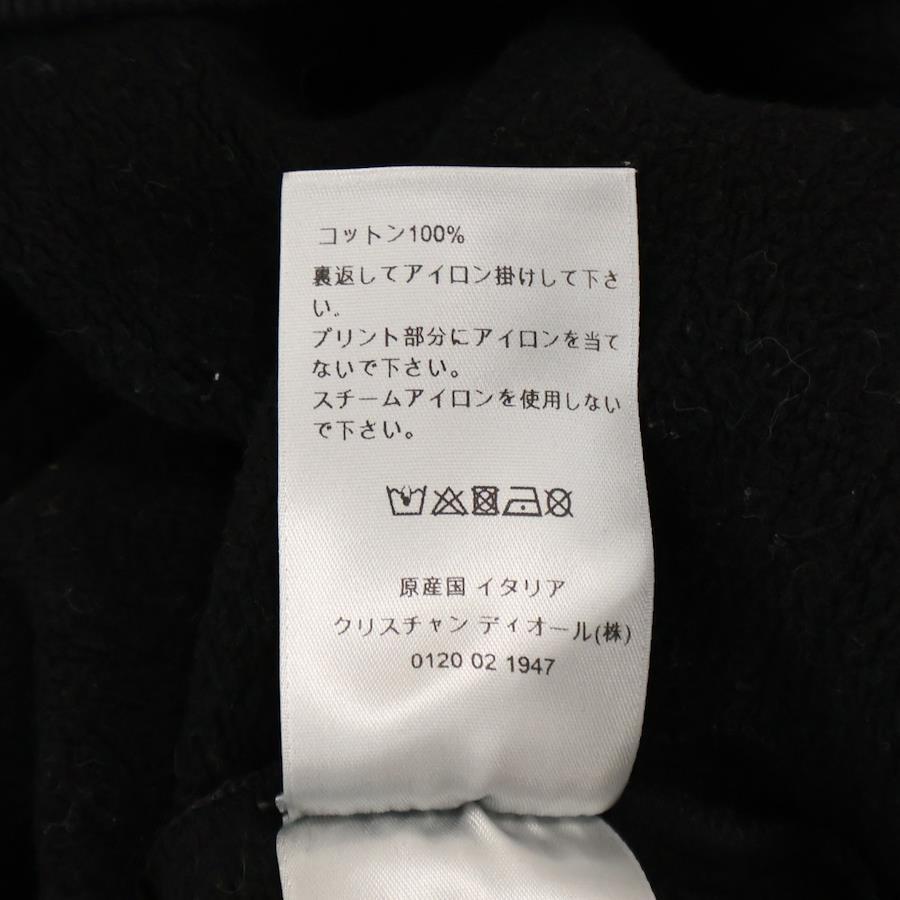 コットン100%
裏返してアイロン掛けして下さ
い。
プリント部分にアイロンを当て
ないで下さい。
スチームアイロンを使用しない
で下さい。
原産国 イタリア
クリスチャン ディオール(株)
0120 02 1947